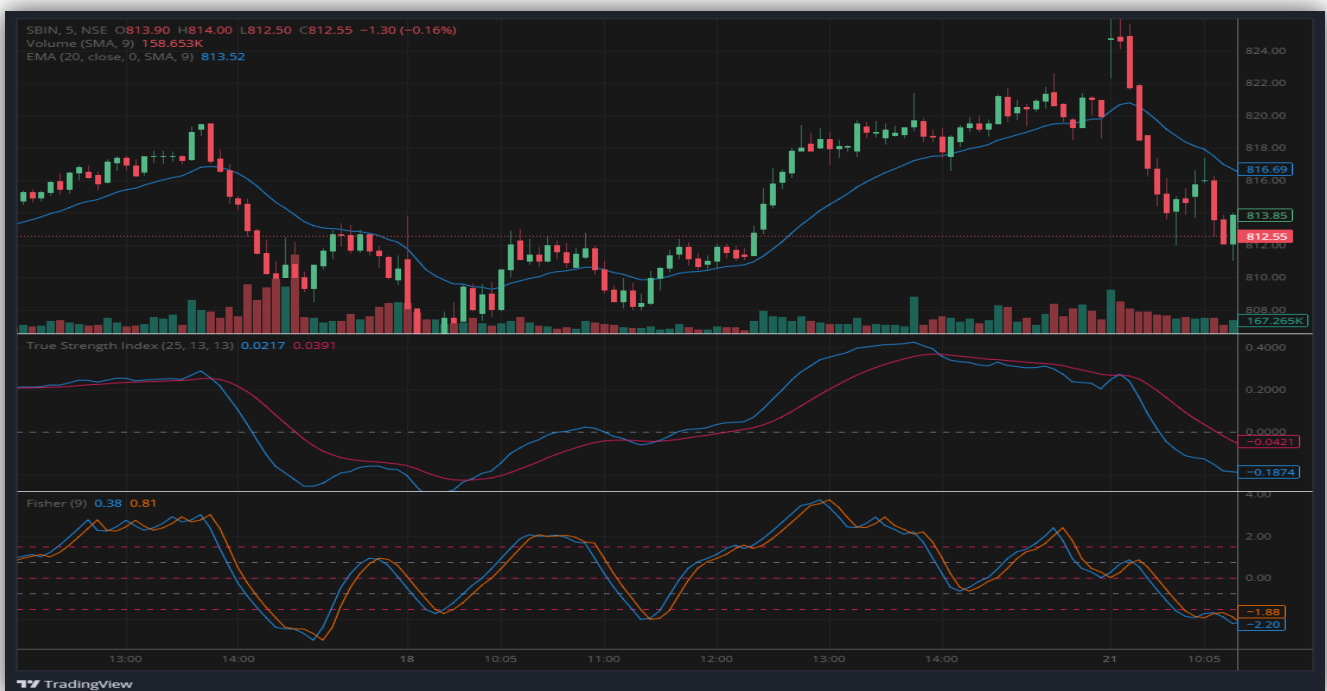 SBIN, 5, NSE O813.90 H814.00 L812.50 C812.55 −1.30 (−0.16%)
Volume (SMA, 9) 158.653K
EMA (20, close, 0, SMA, 9) 813.52
824.00
822.00
820.00
818.00
816.69
816.00
813.85
812.55
812.00
810.00
808.00
167.265K
True Strength Index (25, 13, 13) 0.0217 0.0391
0.4000
0.2000
0.0000
−0.0421
−0.1874
Fisher (9) 0.38 0.81
4.00
2.00
0.00
−1.88
−2.20
13:00 14:00 18 10:05 11:00 12:00 13:00 14:00 21 10:05
TradingView